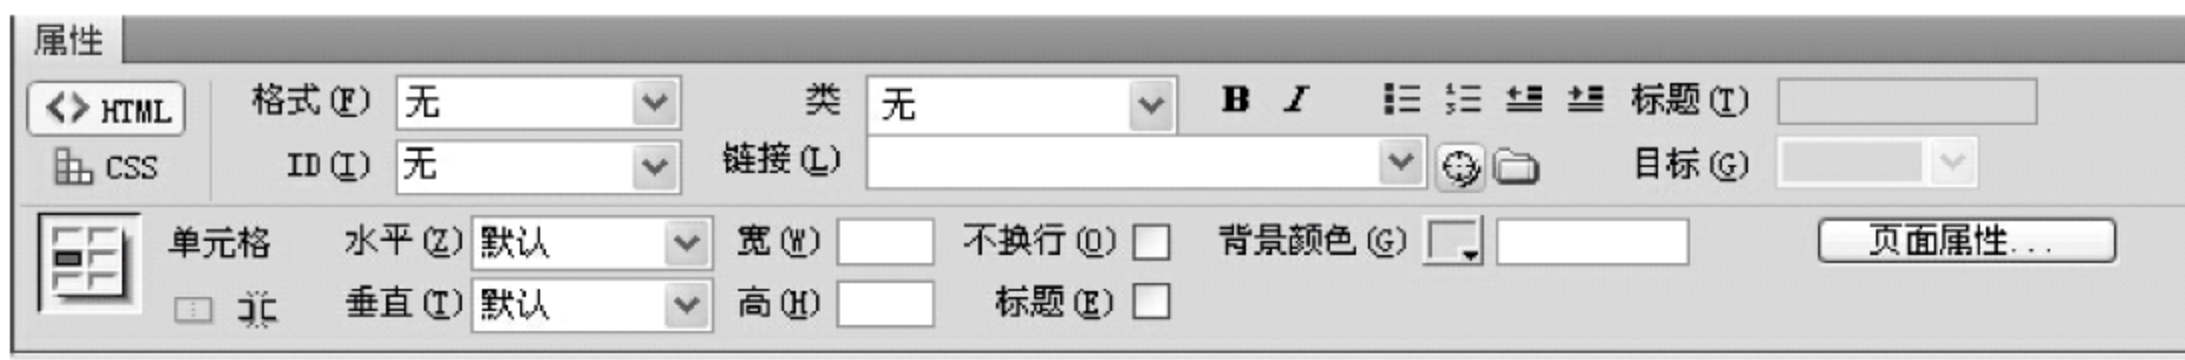 属性
<> HTML 格式(F) 无 类 无 B I 标题(T)
CSS ID(I) 无 链接(L) 目标(G)
单元格 水平(Z) 默认 宽(W) 不换行(O) 背景颜色(G) 页面属性...
垂直(T) 默认 高(H) 标题(E)